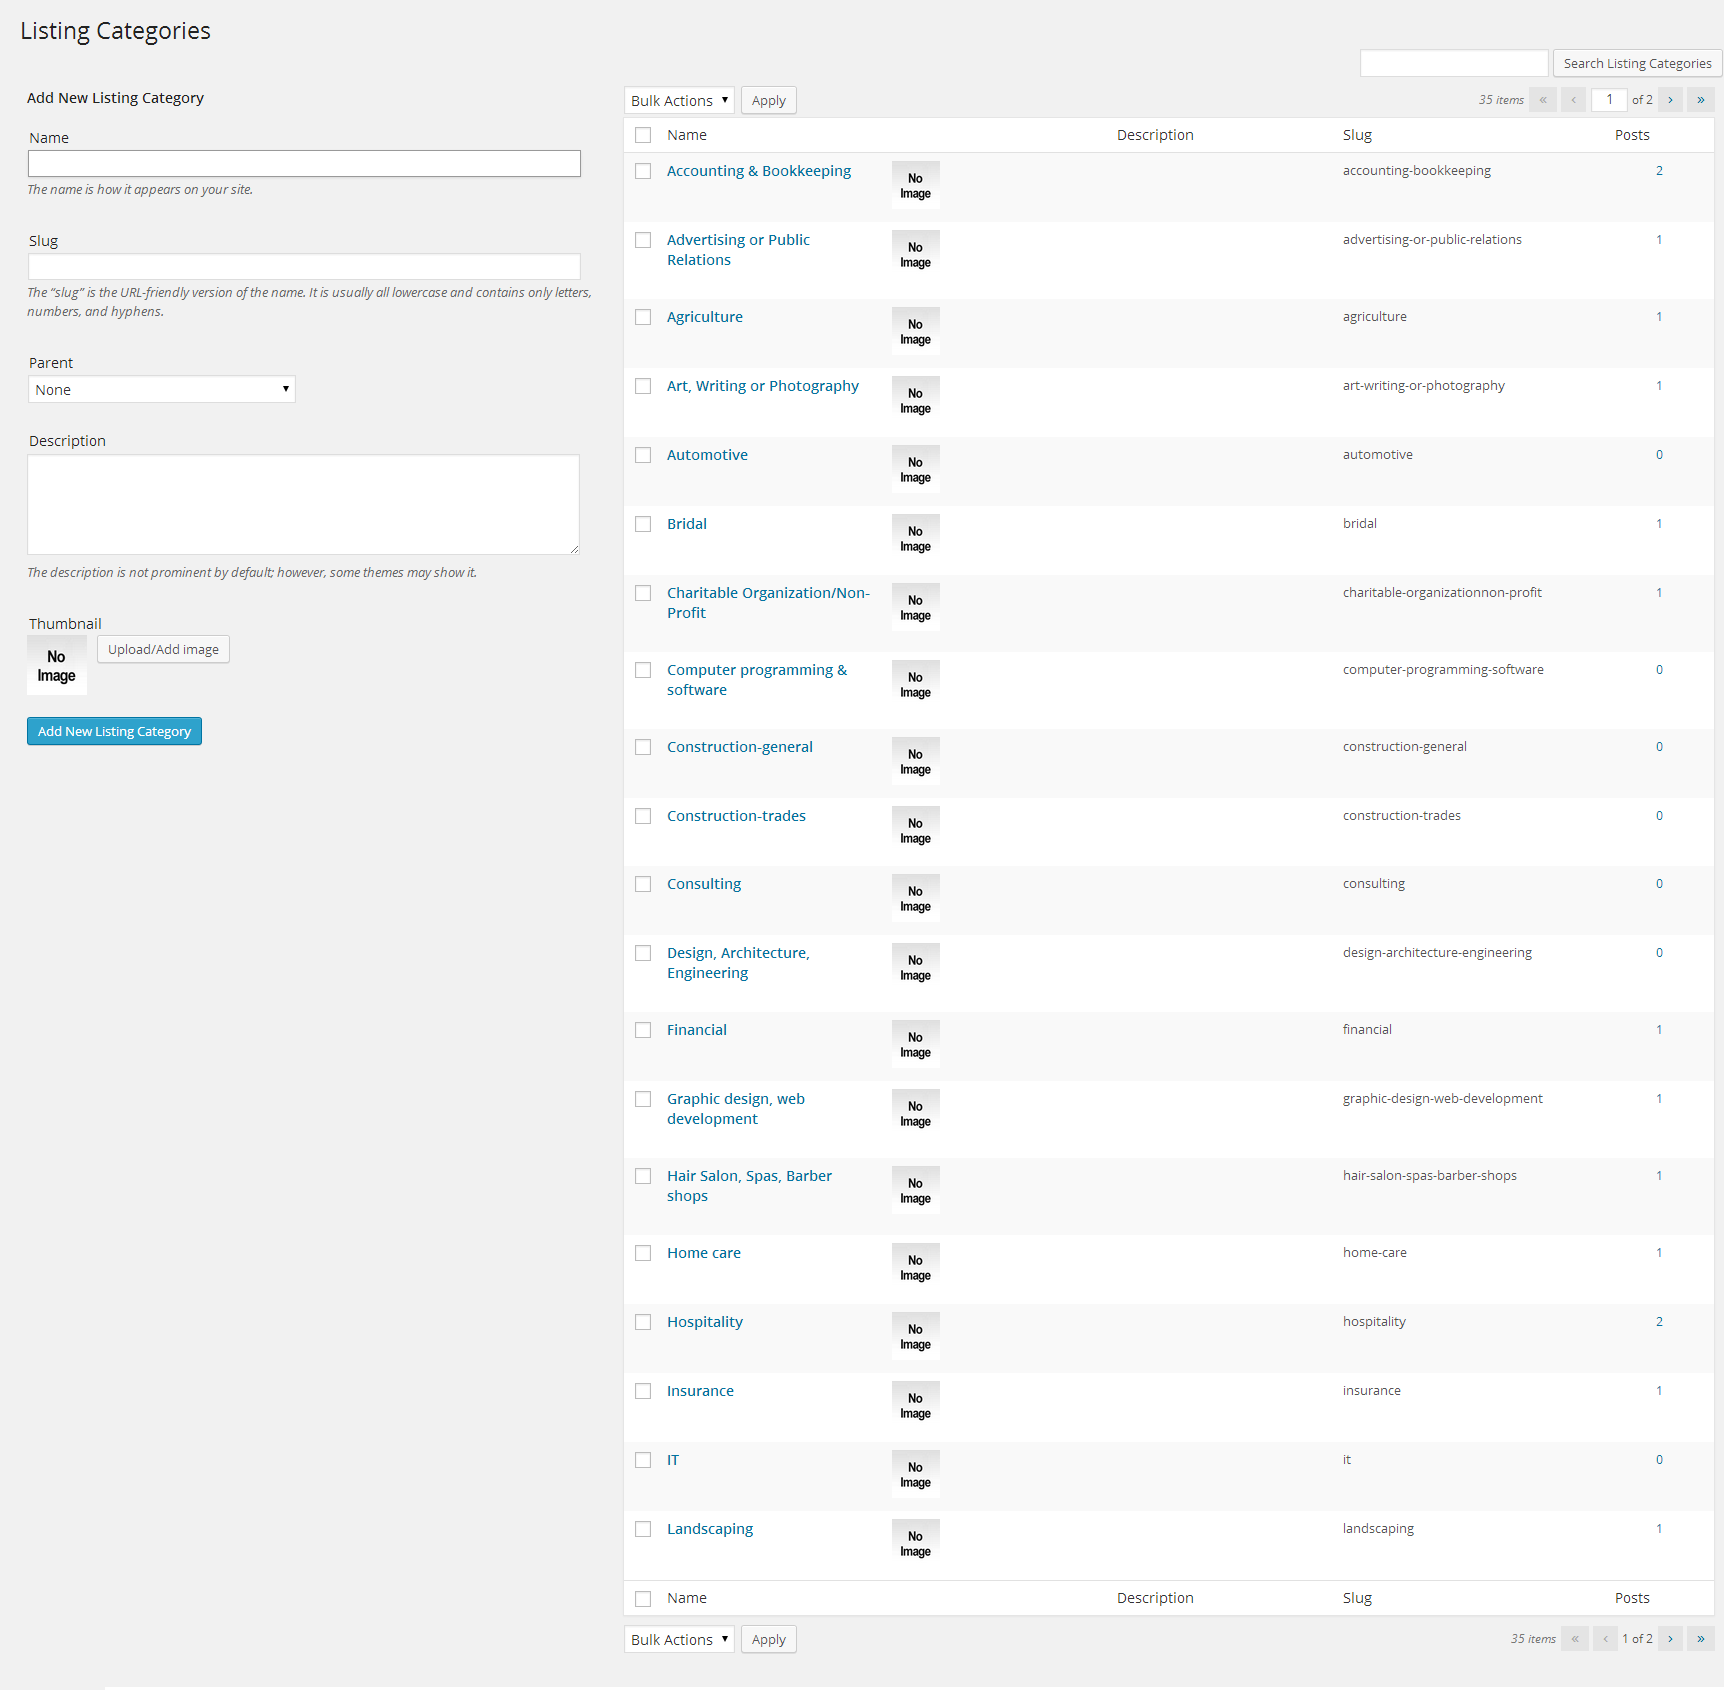 Listing Categories
Search Listing Categories
Add New Listing Category
Name
The name is how it appears on your site.
Slug
The “slug” is the URL-friendly version of the name. It is usually all lowercase and contains only letters,
numbers, and hyphens.
Parent
None
Description
The description is not prominent by default; however, some themes may show it.
Thumbnail
No
Image
Upload/Add image
Add New Listing Category
Bulk Actions Apply 35 items « ‹ 1 of 2 › »
Name Description Slug Posts
Accounting & Bookkeeping No Image accounting-bookkeeping 2
Advertising or Public
Relations No Image advertising-or-public-relations 1
Agriculture No Image agriculture 1
Art, Writing or Photography No Image art-writing-or-photography 1
Automotive No Image automotive 0
Bridal No Image bridal 1
Charitable Organization/Non-
Profit No Image charitable-organizationnon-profit 1
Computer programming &
software No Image computer-programming-software 0
Construction-general No Image construction-general 0
Construction-trades No Image construction-trades 0
Consulting No Image consulting 0
Design, Architecture,
Engineering No Image design-architecture-engineering 0
Financial No Image financial 1
Graphic design, web
development No Image graphic-design-web-development 1
Hair Salon, Spas, Barber
shops No Image hair-salon-spas-barber-shops 1
Home care No Image home-care 1
Hospitality No Image hospitality 2
Insurance No Image insurance 1
IT No Image it 0
Landscaping No Image landscaping 1
Name Description Slug Posts
Bulk Actions Apply 35 items « ‹ 1 of 2 › »